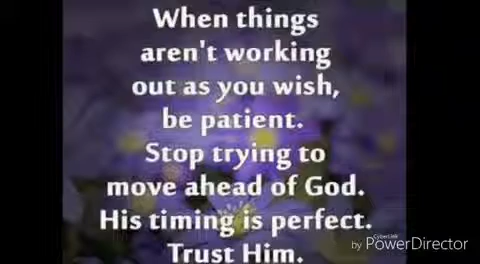 When things
aren't working
out as you wish,
be patient.
Stop trying to
move ahead of God.
His timing is perfect.
Trust Him.
CyberLink
by PowerDirector